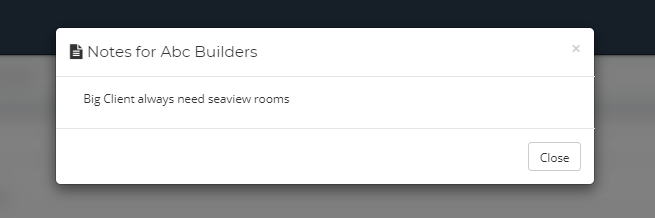 Notes for Abc Builders
×
Big Client always need seaview rooms
Close